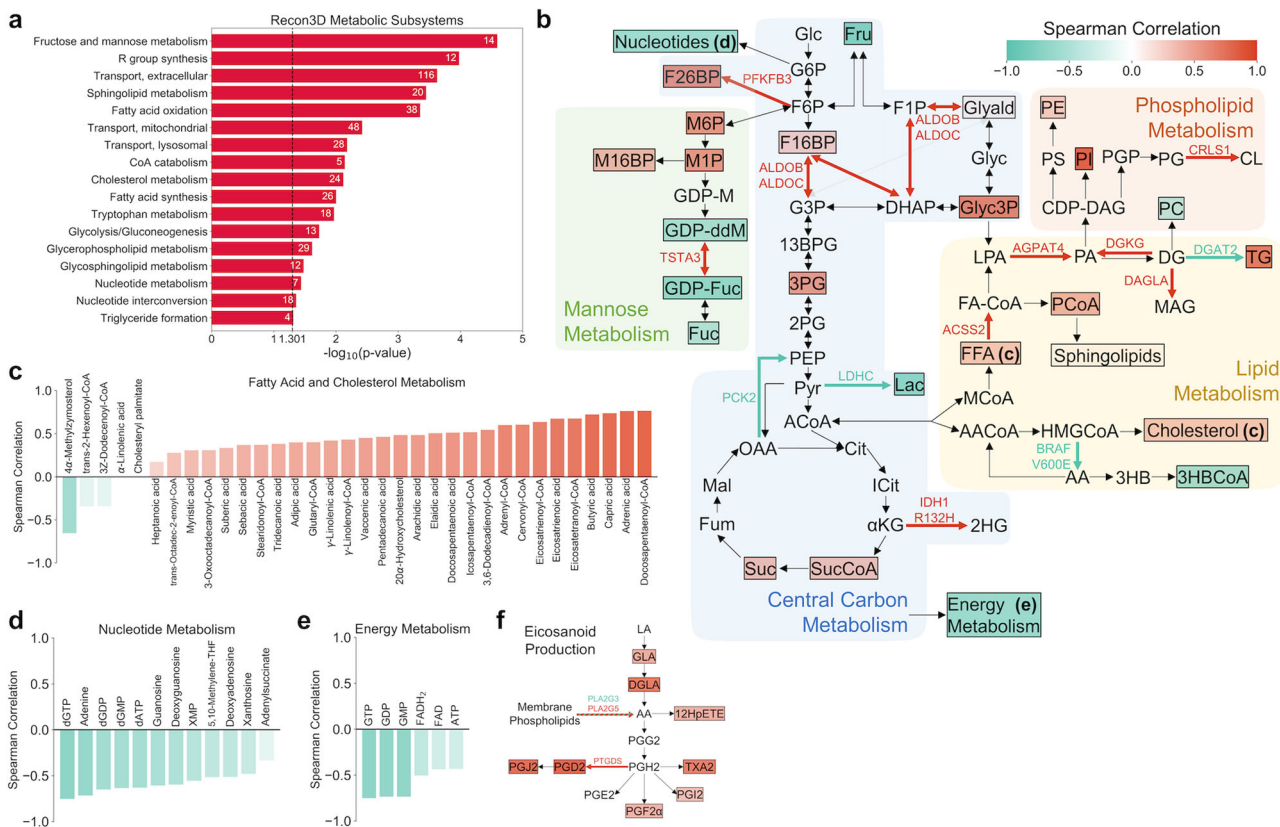 a
Recon3D Metabolic Subsystems
Fructose and mannose metabolism 14
R group synthesis 12
Transport, extracellular 116
Sphingolipid metabolism 20
Fatty acid oxidation 38
Transport, mitochondrial 48
Transport, lysosomal 28
CoA catabolism 5
Cholesterol metabolism 24
Fatty acid synthesis 26
Tryptophan metabolism 18
Glycolysis/Gluconeogenesis 13
Glycerophospholipid metabolism 29
Glycosphingolipid metabolism 12
Nucleotide metabolism 7
Nucleotide interconversion 18
Triglyceride formation 4
0 1 1.301 2 3 4 5
-log10(p-value)
b
Spearman Correlation
−1.0 −0.5 0.0 0.5 1.0
Nucleotides (d)
Glc
Fru
G6P
F26BP
PFKFB3
F6P
F1P
Glyald
ALDOB
ALDOC
M6P
F16BP
M16BP
M1P
Glyc
ALDOB
ALDOC
GDP-M
G3P
DHAP
Glyc3P
GDP-ddM
13BPG
TSTA3
GDP-Fuc
3PG
Fuc
2PG
Mannose
Metabolism
PEP
PCK2
Pyr
LDHC
Lac
ACoA
OAA
Cit
Mal
ICit
Fum
αKG
IDH1
R132H
2HG
Suc
SucCoA
Central Carbon
Metabolism
Energy (e)
Metabolism
Phospholipid
Metabolism
PE
PS
PI
PGP
PG
CRLS1
CL
CDP-DAG
PC
LPA
AGPAT4
PA
DGKG
DG
DGAT2
TG
DAGLA
MAG
FA-CoA
PCoA
ACSS2
FFA (c)
Sphingolipids
Lipid
Metabolism
MCoA
AACoA
HMGCoA
Cholesterol (c)
BRAF
V600E
AA
3HB
3HBCoA
c
Fatty Acid and Cholesterol Metabolism
Spearman Correlation
1.0
0.5
0.0
−0.5
−1.0
4α-Methylzymosterol
trans-2-Hexenoyl-CoA
3Z-Dodecenoyl-CoA
α-Linolenic acid
Cholesteryl palmitate
Heptanoic acid
trans-Octadec-2-enoyl-CoA
Myristic acid
3-Oxooctadecanoyl-CoA
Suberic acid
Sebacic acid
Stearidonoyl-CoA
Tridecanoic acid
Adipic acid
Glutaryl-CoA
γ-Linolenic acid
γ-Linolenoyl-CoA
Vaccenic acid
Pentadecanoic acid
20α-Hydroxycholesterol
Arachidic acid
Elaidic acid
Docosapentaenoic acid
Icosapentaenoyl-CoA
3,6-Dodecadienoyl-CoA
Adrenyl-CoA
Cervonyl-CoA
Eicosatrienoyl-CoA
Eicosatrienoic acid
Eicosatetranoyl-CoA
Butyric acid
Capric acid
Adrenic acid
Docosapentaenyl-CoA
d
Nucleotide Metabolism
Spearman Correlation
1.0
0.5
0.0
−0.5
−1.0
dGTP
Adenine
dGDP
dGMP
dATP
Guanosine
Deoxyguanosine
XMP
5,10-Methylene-THF
Deoxyadenosine
Xanthosine
Adenylsuccinate
e
Energy Metabolism
Spearman Correlation
1.0
0.5
0.0
−0.5
−1.0
GTP
GDP
GMP
FADH2
FAD
ATP
f
Eicosanoid
Production
LA
GLA
DGLA
Membrane
Phospholipids
PLA2G3
PLA2G5
AA
12HpETE
PGG2
PGJ2
PGD2
PTGDS
PGH2
TXA2
PGE2
PGI2
PGF2α